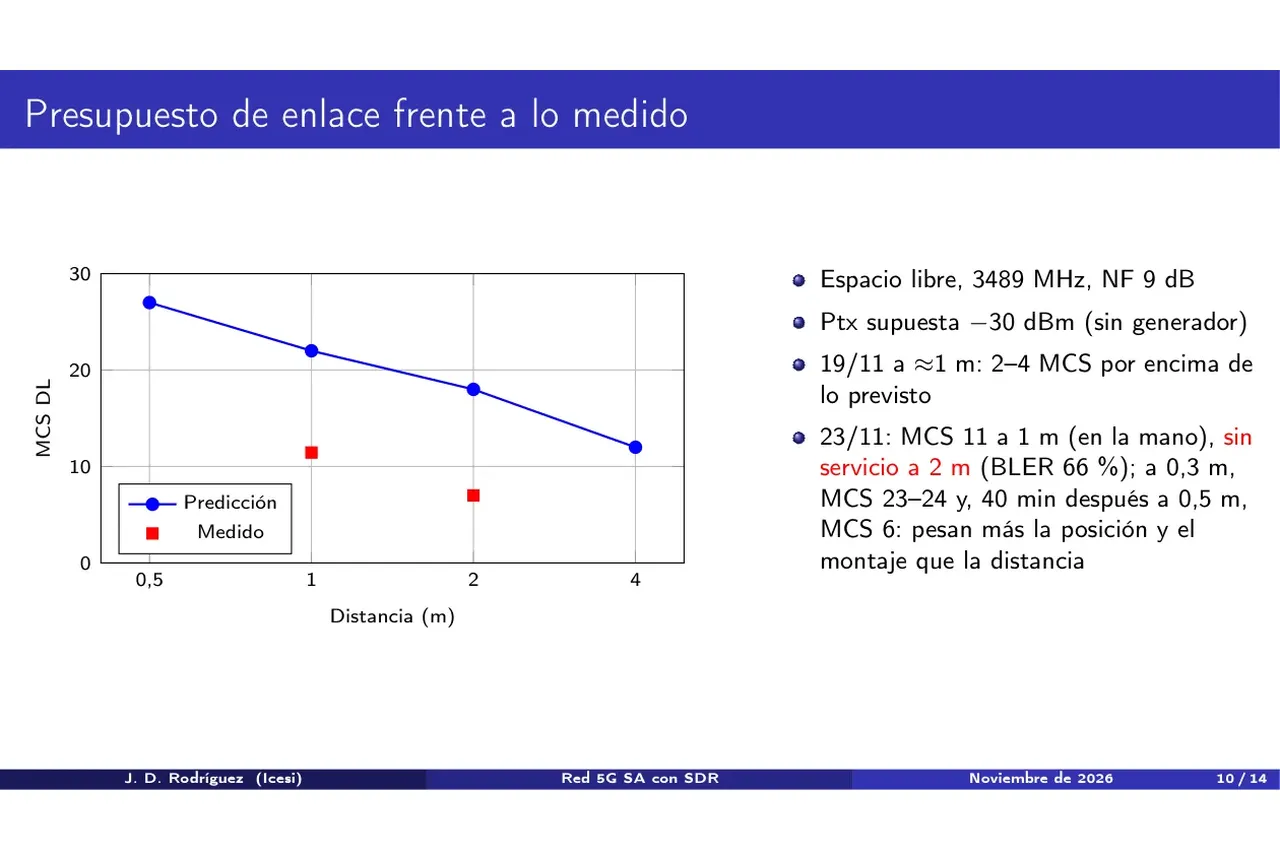 Presupuesto de enlace frente a lo medido
30
20
10
0
MCS DL
0,5
1
2
4
Distancia (m)
Predicción
Medido
Espacio libre, 3489 MHz, NF 9 dB
Ptx supuesta −30 dBm (sin generador)
19/11 a ≈1 m: 2–4 MCS por encima de
lo previsto
23/11: MCS 11 a 1 m (en la mano), sin
servicio a 2 m (BLER 66 %); a 0,3 m,
MCS 23–24 y, 40 min después a 0,5 m,
MCS 6: pesan más la posición y el
montaje que la distancia
J. D. Rodríguez (Icesi)
Red 5G SA con SDR
Noviembre de 2026
10 / 14